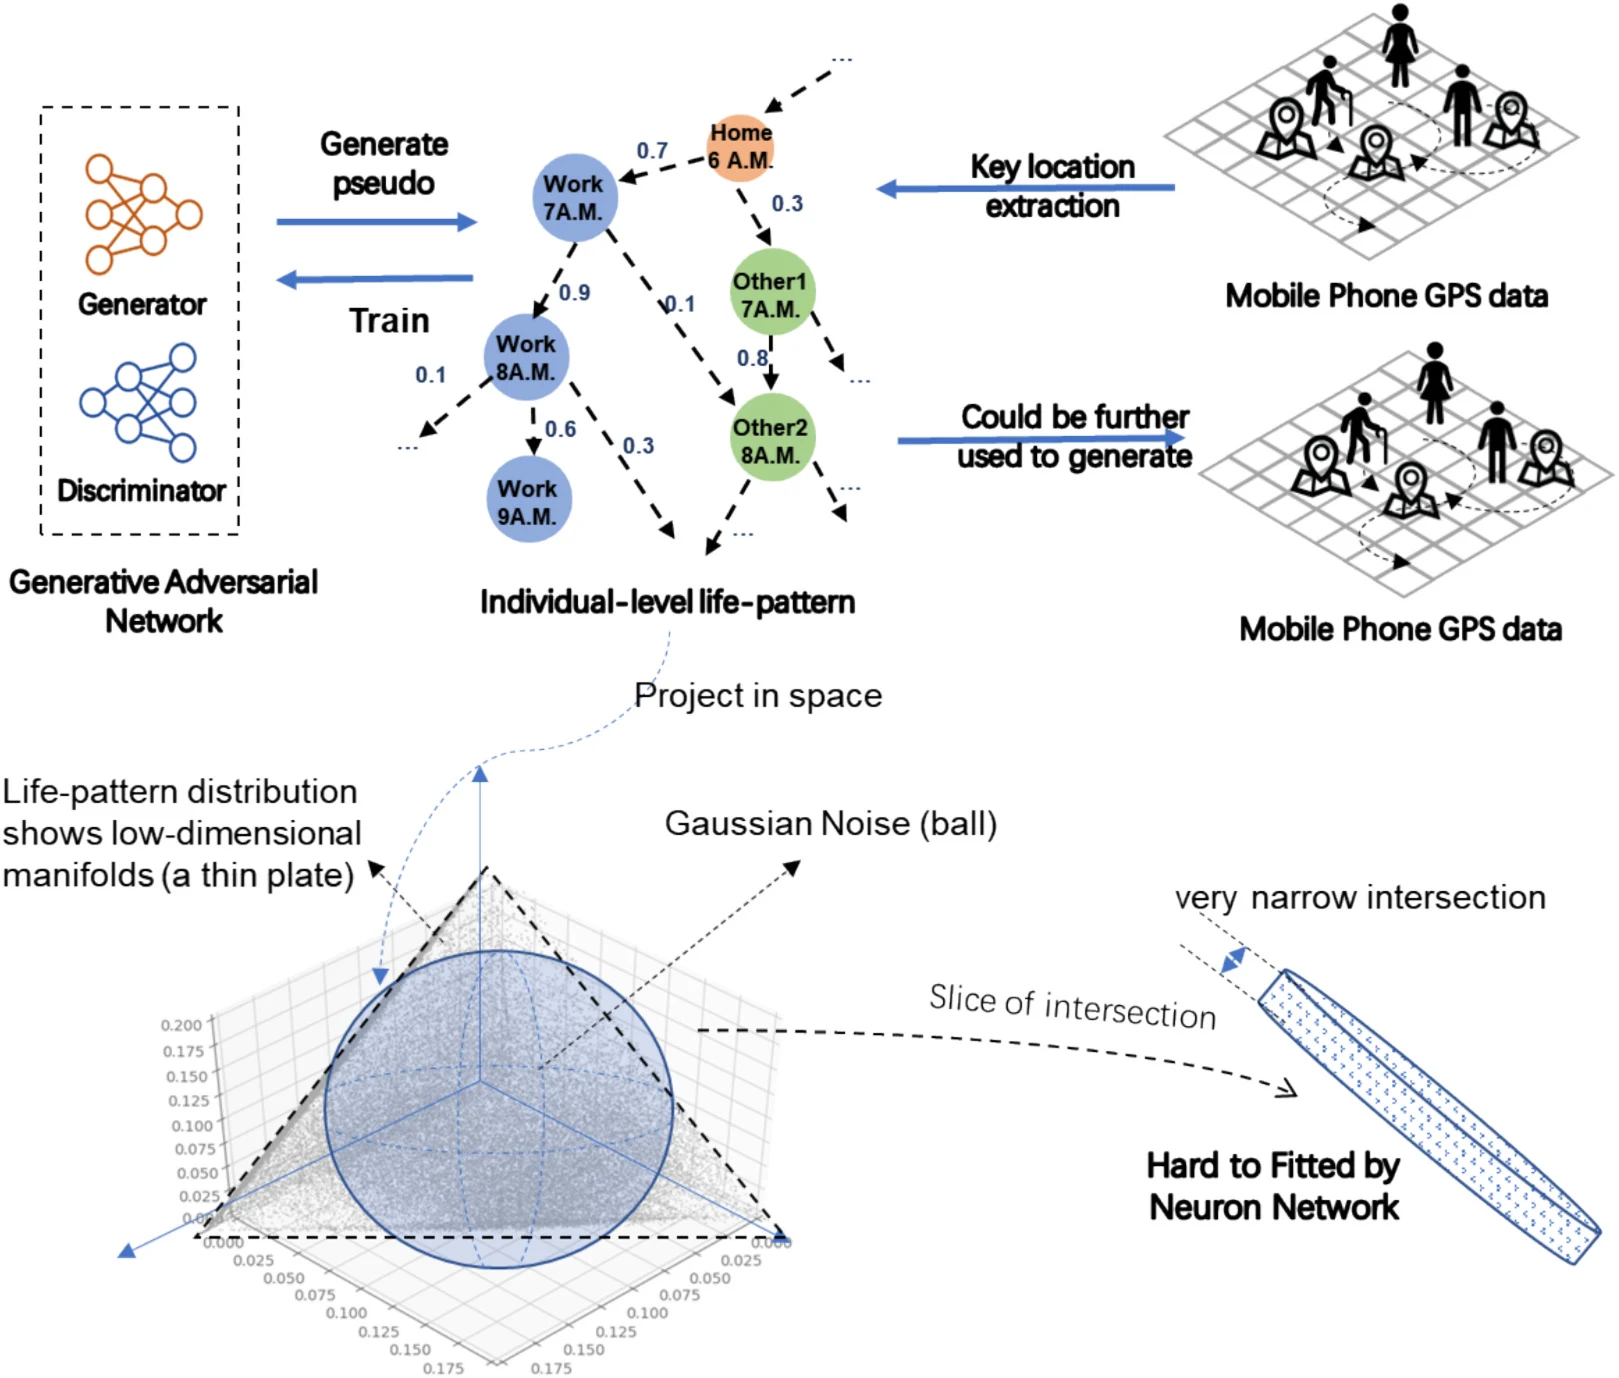 Generator
Discriminator
Generative Adversarial
Network
Generate
pseudo
Train
...
Home
6 A.M.
0.7
Work
7A.M.
0.3
Other1
7A.M.
0.9
0.1
Work
8A.M.
0.8
...
0.1
...
0.6
0.3
Other2
8A.M.
Work
9A.M.
...
...
Individual-level life-pattern
Key location
extraction
Mobile Phone GPS data
Could be further
used to generate
Mobile Phone GPS data
Project in space
Life-pattern distribution
shows low-dimensional
manifolds (a thin plate)
Gaussian Noise (ball)
very narrow intersection
Slice of intersection
Hard to Fitted by
Neuron Network
0.200
0.175
0.150
0.125
0.100
0.075
0.050
0.025
0.000
0.025
0.050
0.075
0.100
0.125
0.150
0.175
0.000
0.025
0.050
0.075
0.100
0.125
0.150
0.175